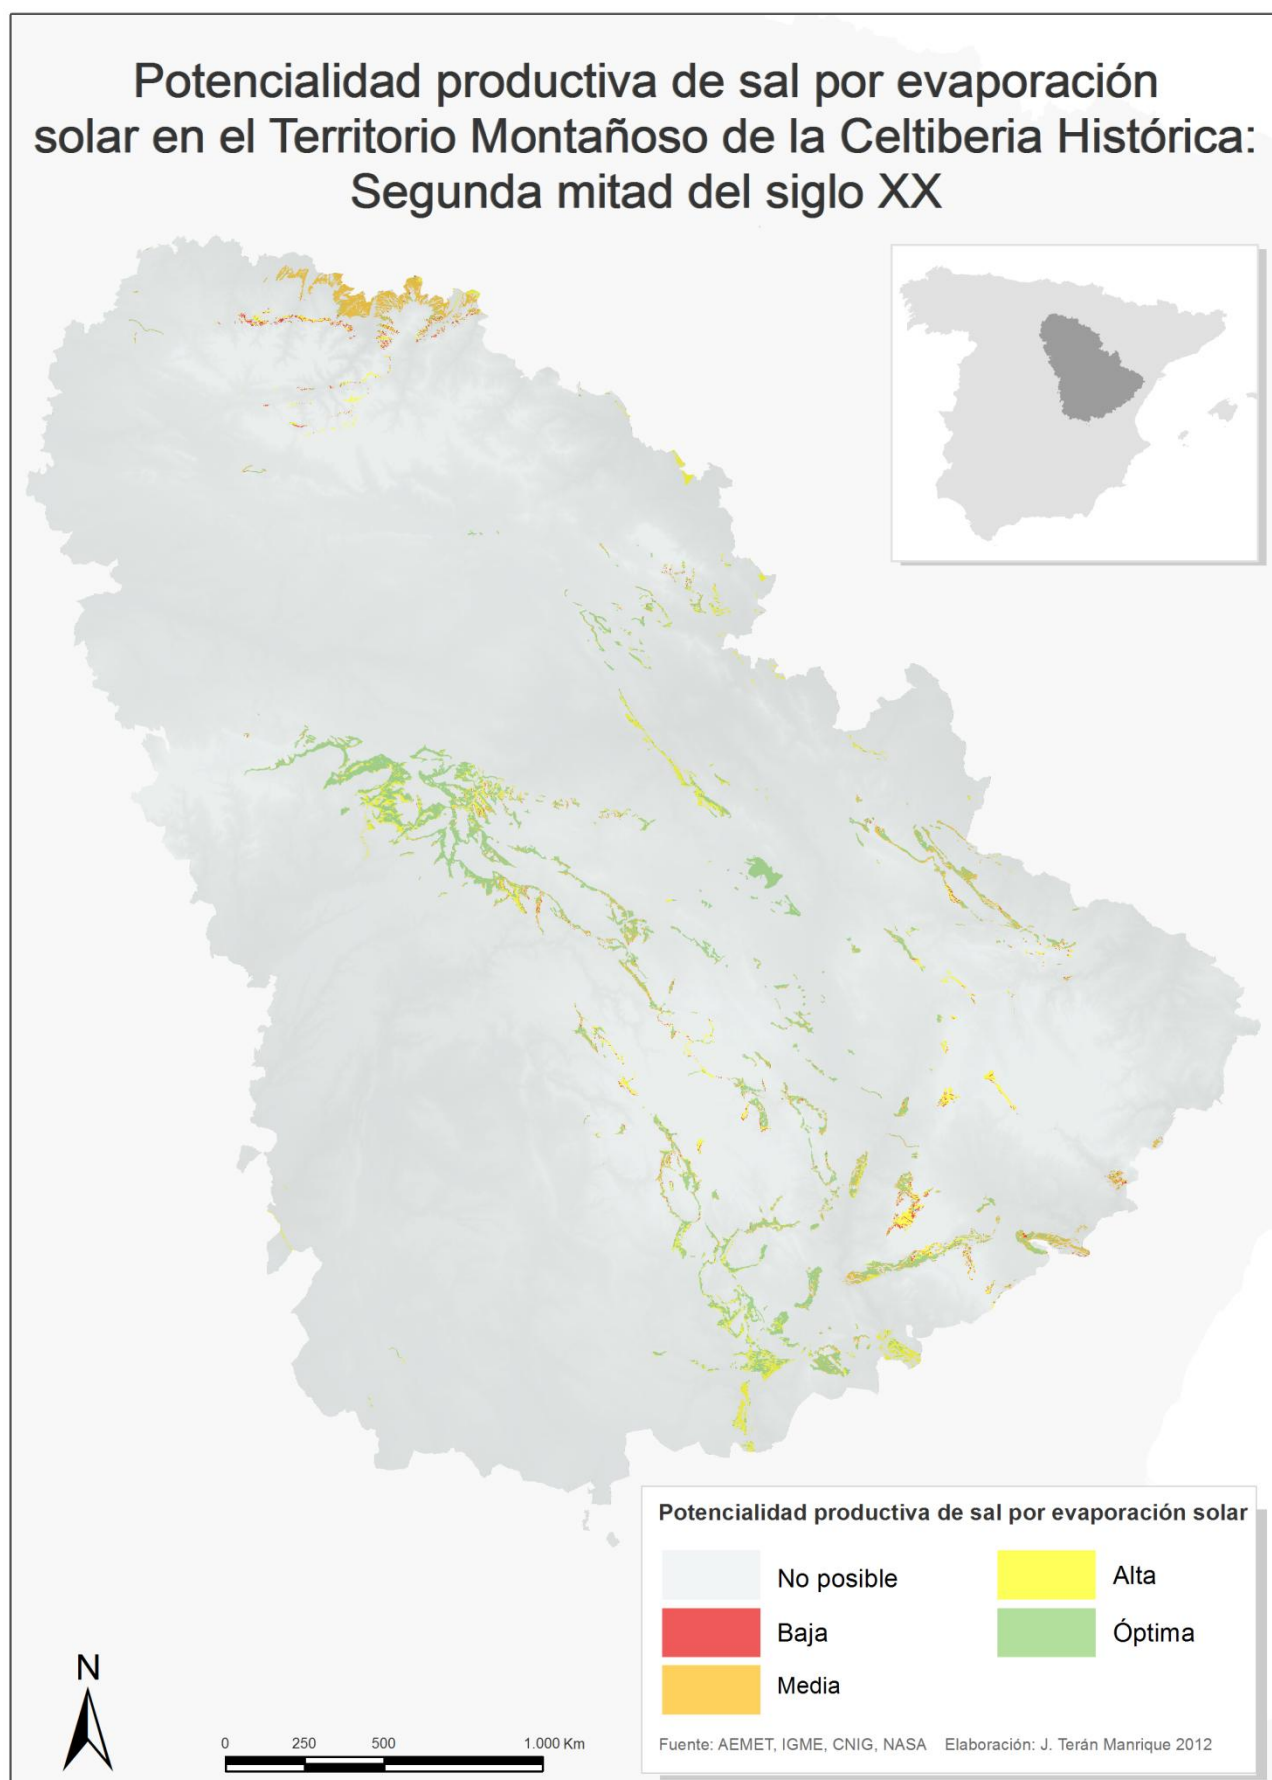 Potencialidad productiva de sal por evaporación
solar en el Territorio Montañoso de la Celtiberia Histórica:
Segunda mitad del siglo XX
Potencialidad productiva de sal por evaporación solar
No posible
Alta
Baja
Óptima
Media
N
0 250 500 1.000 Km
Fuente: AEMET, IGME, CNIG, NASA Elaboración: J. Terán Manrique 2012